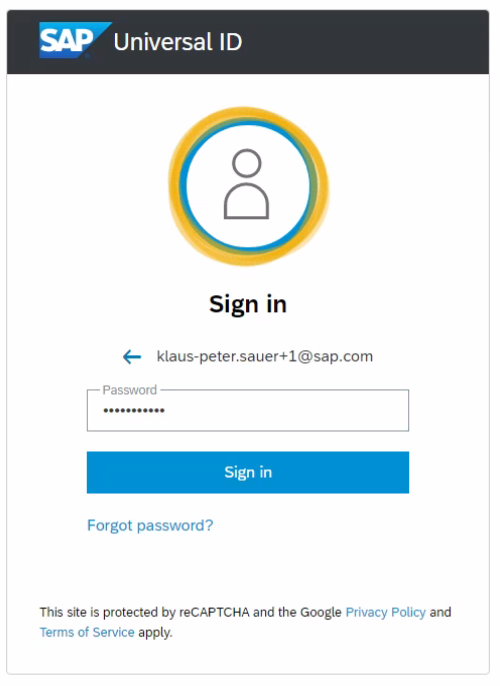 SAP Universal ID
Sign in
klaus-peter.sauer+1@sap.com
Password
•••••••••••
Sign in
Forgot password?
This site is protected by reCAPTCHA and the Google Privacy Policy and
Terms of Service apply.